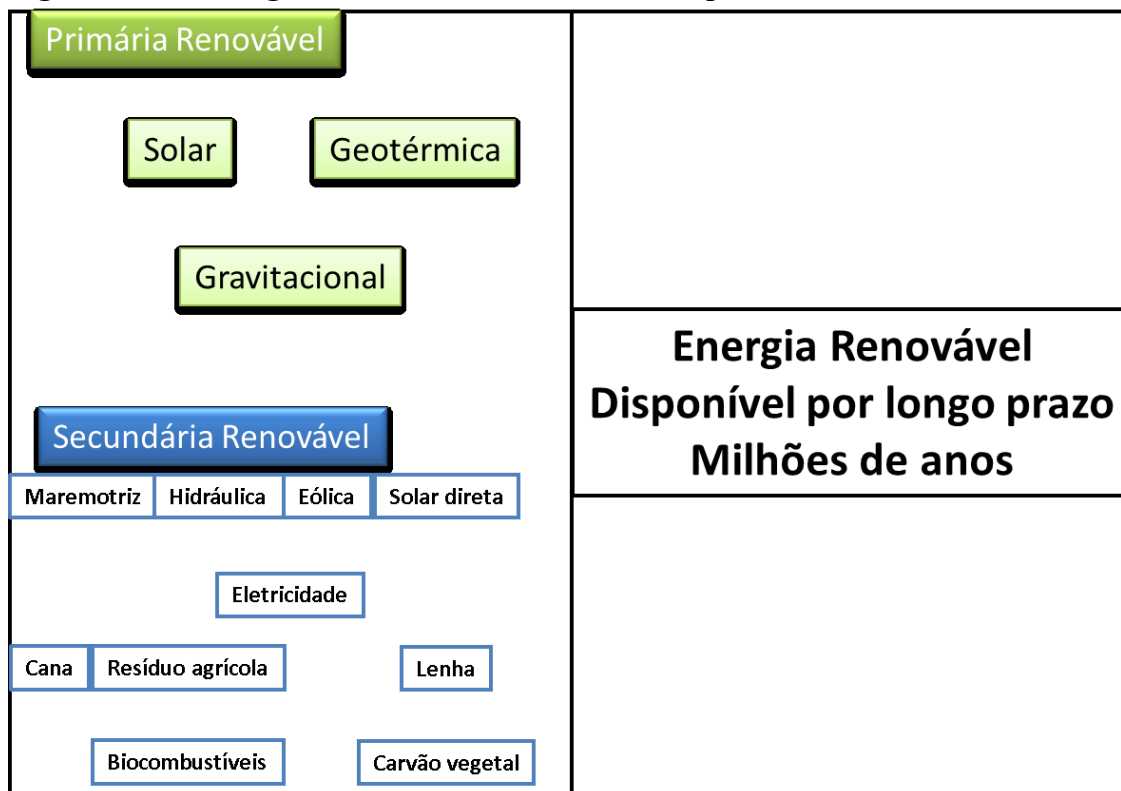 Primária Renovável
Solar
Geotérmica
Gravitacional
Energia Renovável
Disponível por longo prazo
Milhões de anos
Secundária Renovável
Maremotriz
Hidráulica
Eólica
Solar direta
Eletricidade
Cana
Resíduo agrícola
Lenha
Biocombustíveis
Carvão vegetal